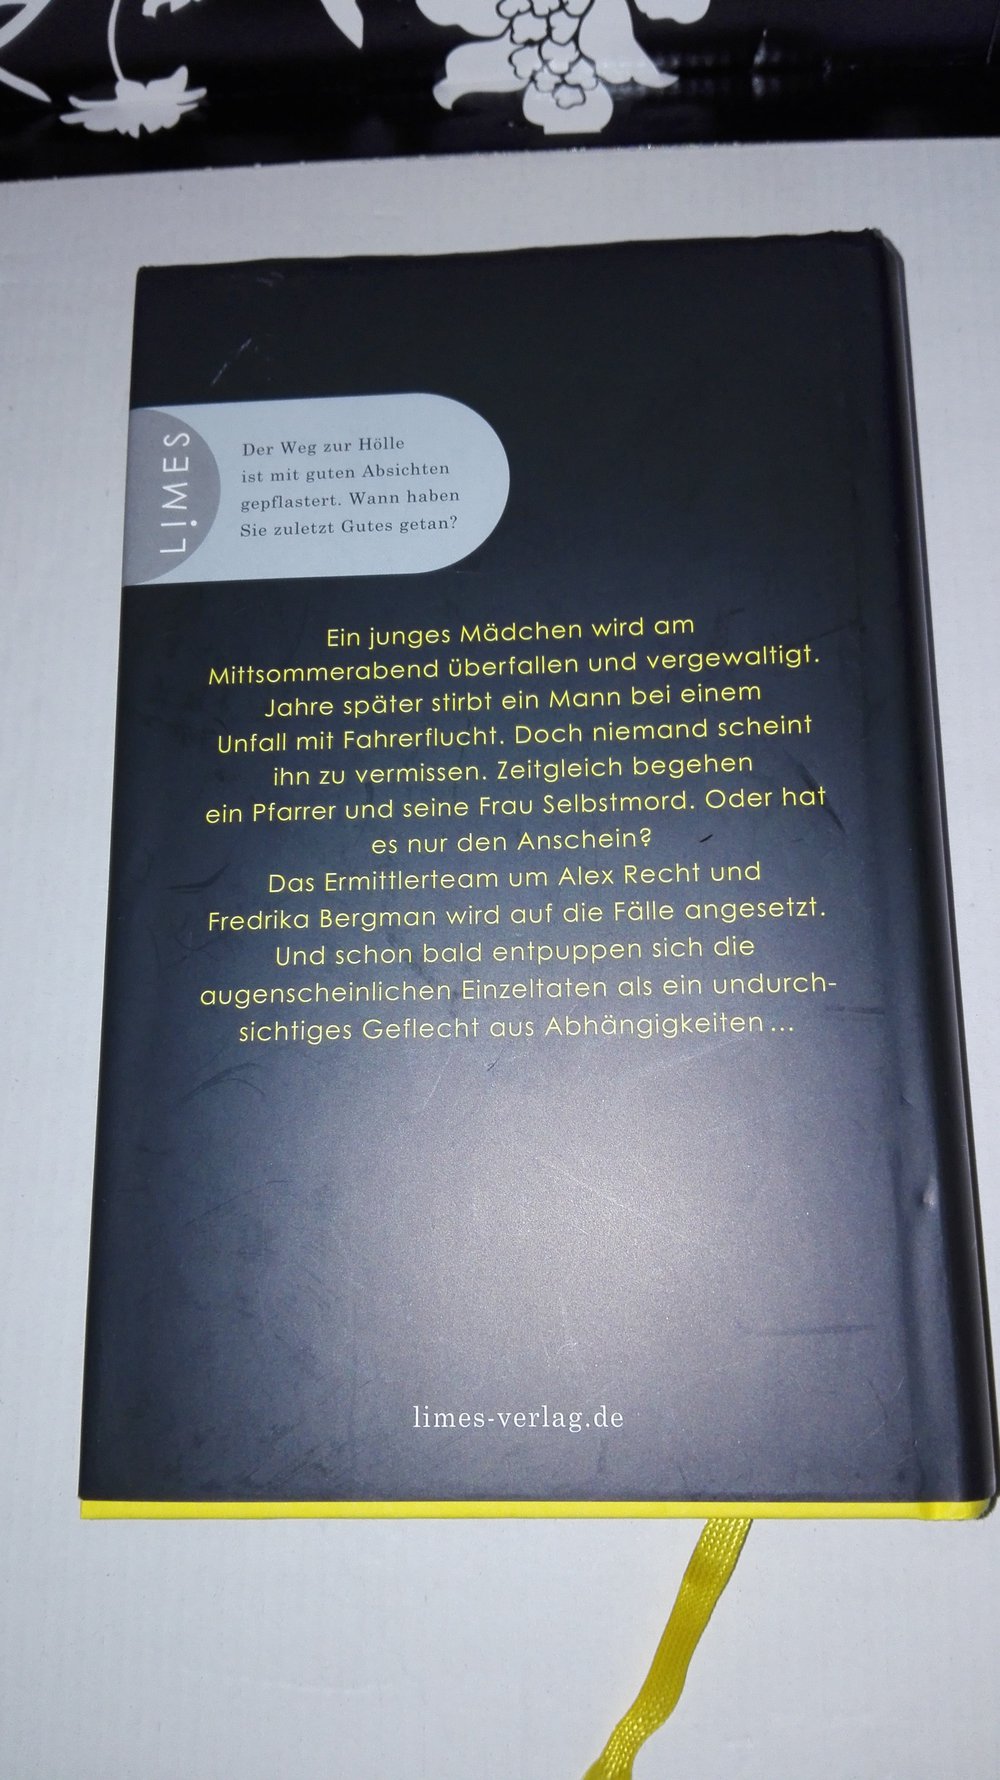 LIMES
Der Weg zur Hölle
ist mit guten Absichten
gepflastert. Wann haben
Sie zuletzt Gutes getan?
Ein junges Mädchen wird am
Mittsommerabend überfallen und vergewaltigt.
Jahre später stirbt ein Mann bei einem
Unfall mit Fahrerflucht. Doch niemand scheint
ihn zu vermissen. Zeitgleich begehen
ein Pfarrer und seine Frau Selbstmord. Oder hat
es nur den Anschein?
Das Ermittlerteam um Alex Recht und
Fredrika Bergman wird auf die Fälle angesetzt.
Und schon bald entpuppen sich die
augenscheinlichen Einzeltaten als ein undurch-
sichtiges Geflecht aus Abhängigkeiten ...
limes-verlag.de